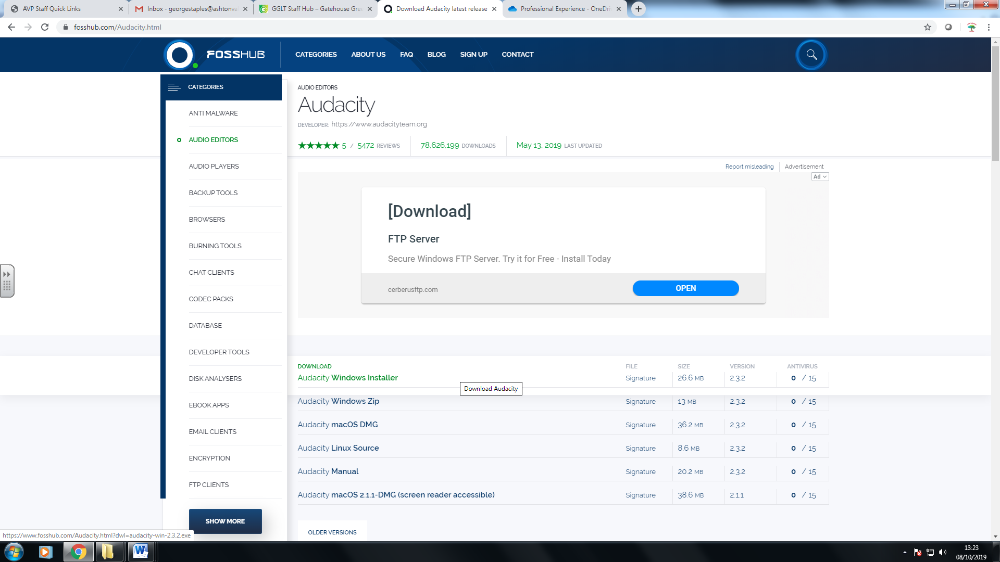 AVP Staff Quick Links
Inbox - georgestaples@ashtonva
GGLT Staff Hub – Gatehouse Gre
Download Audacity latest release
Professional Experience - OneDri
fosshub.com/Audacity.html
FOSSHUB
CATEGORIES ABOUT US FAQ BLOG SIGN UP CONTACT
CATEGORIES
ANTI MALWARE
AUDIO EDITORS
AUDIO PLAYERS
BACKUP TOOLS
BROWSERS
BURNING TOOLS
CHAT CLIENTS
CODEC PACKS
DATABASE
DEVELOPER TOOLS
DISK ANALYSERS
EBOOK APPS
EMAIL CLIENTS
ENCRYPTION
FTP CLIENTS
SHOW MORE
AUDIO EDITORS
Audacity
DEVELOPER: https://www.audacityteam.org
5 / 5472 REVIEWS 78,626,199 DOWNLOADS May 13, 2019 LAST UPDATED
Report misleading Advertisement
Ad
[Download]
FTP Server
Secure Windows FTP Server. Try it for Free - Install Today
cerberusftp.com OPEN
DOWNLOAD FILE SIZE VERSION ANTIVIRUS
Audacity Windows Installer Signature 26.6 MB 2.3.2 0 / 15
Download Audacity
Audacity Windows Zip Signature 13 MB 2.3.2 0 / 15
Audacity macOS DMG Signature 36.2 MB 2.3.2 0 / 15
Audacity Linux Source Signature 8.6 MB 2.3.2 0 / 15
Audacity Manual Signature 20.2 MB 2.3.2 0 / 15
Audacity macOS 2.1.1-DMG (screen reader accessible) Signature 38.6 MB 2.1.1 0 / 15
OLDER VERSIONS
https://www.fosshub.com/Audacity.html?dwl=audacity-win-2.3.2.exe
13:23
08/10/2019